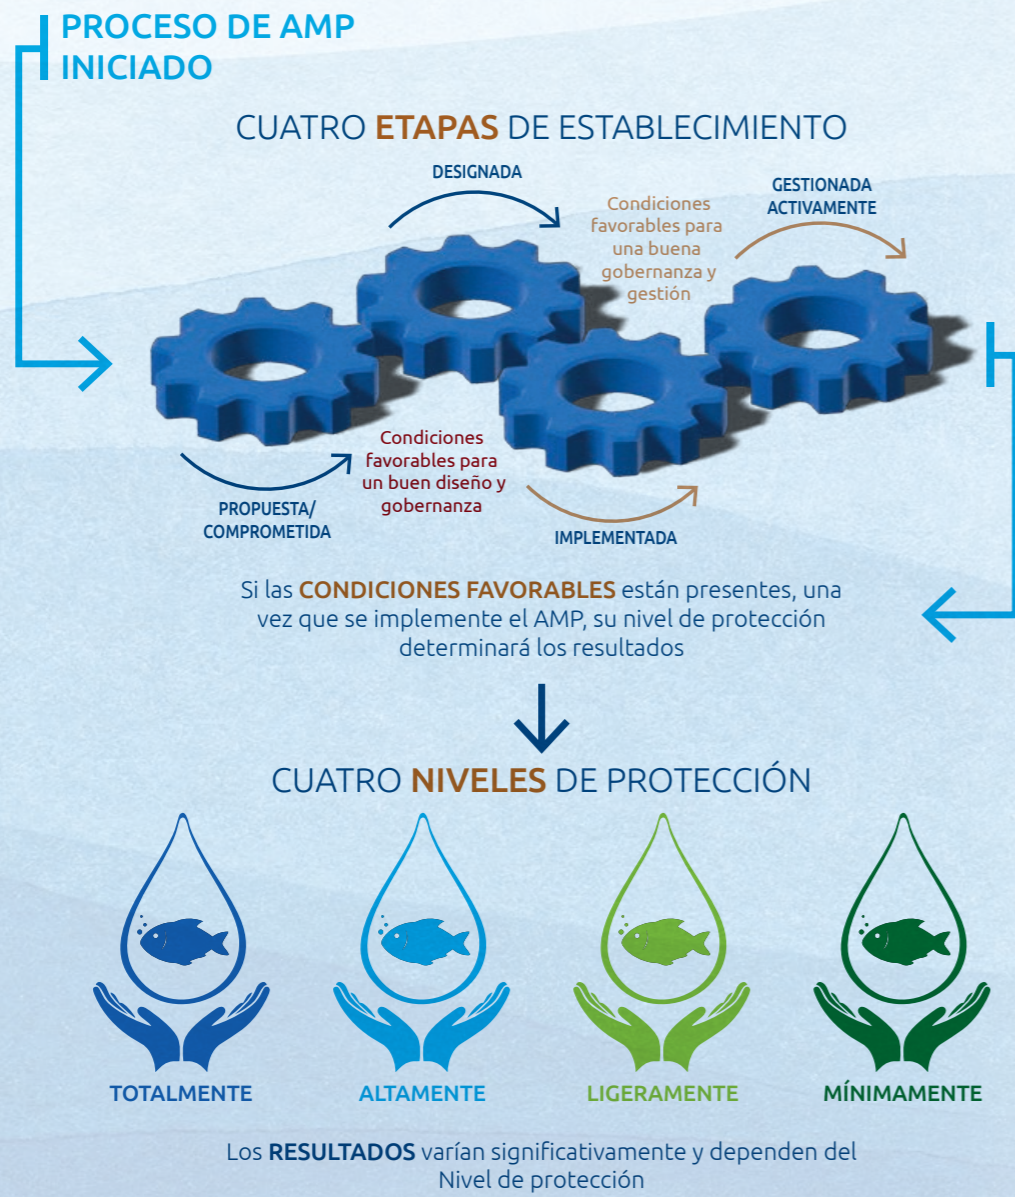 PROCESO DE AMP
INICIADO
CUATRO ETAPAS DE ESTABLECIMIENTO
DESIGNADA
Condiciones
favorables para
una buena
gobernanza y
gestión
GESTIONADA
ACTIVAMENTE
Condiciones
favorables para
un buen diseño y
gobernanza
PROPUESTA/
COMPROMETIDA
IMPLEMENTADA
Si las CONDICIONES FAVORABLES están presentes, una
vez que se implemente el AMP, su nivel de protección
determinará los resultados
CUATRO NIVELES DE PROTECCIÓN
TOTALMENTE
ALTAMENTE
LIGERAMENTE
MÍNIMAMENTE
Los RESULTADOS varían significativamente y dependen del
Nivel de protección